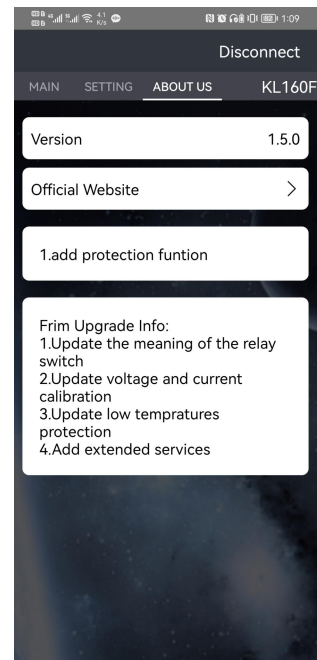 4.1
K/s
1:09
Disconnect
MAIN SETTING ABOUT US KL160F
Version 1.5.0
Official Website
1.add protection funtion
Frim Upgrade Info:
1.Update the meaning of the relay
switch
2.Update voltage and current
calibration
3.Update low tempratures
protection
4.Add extended services